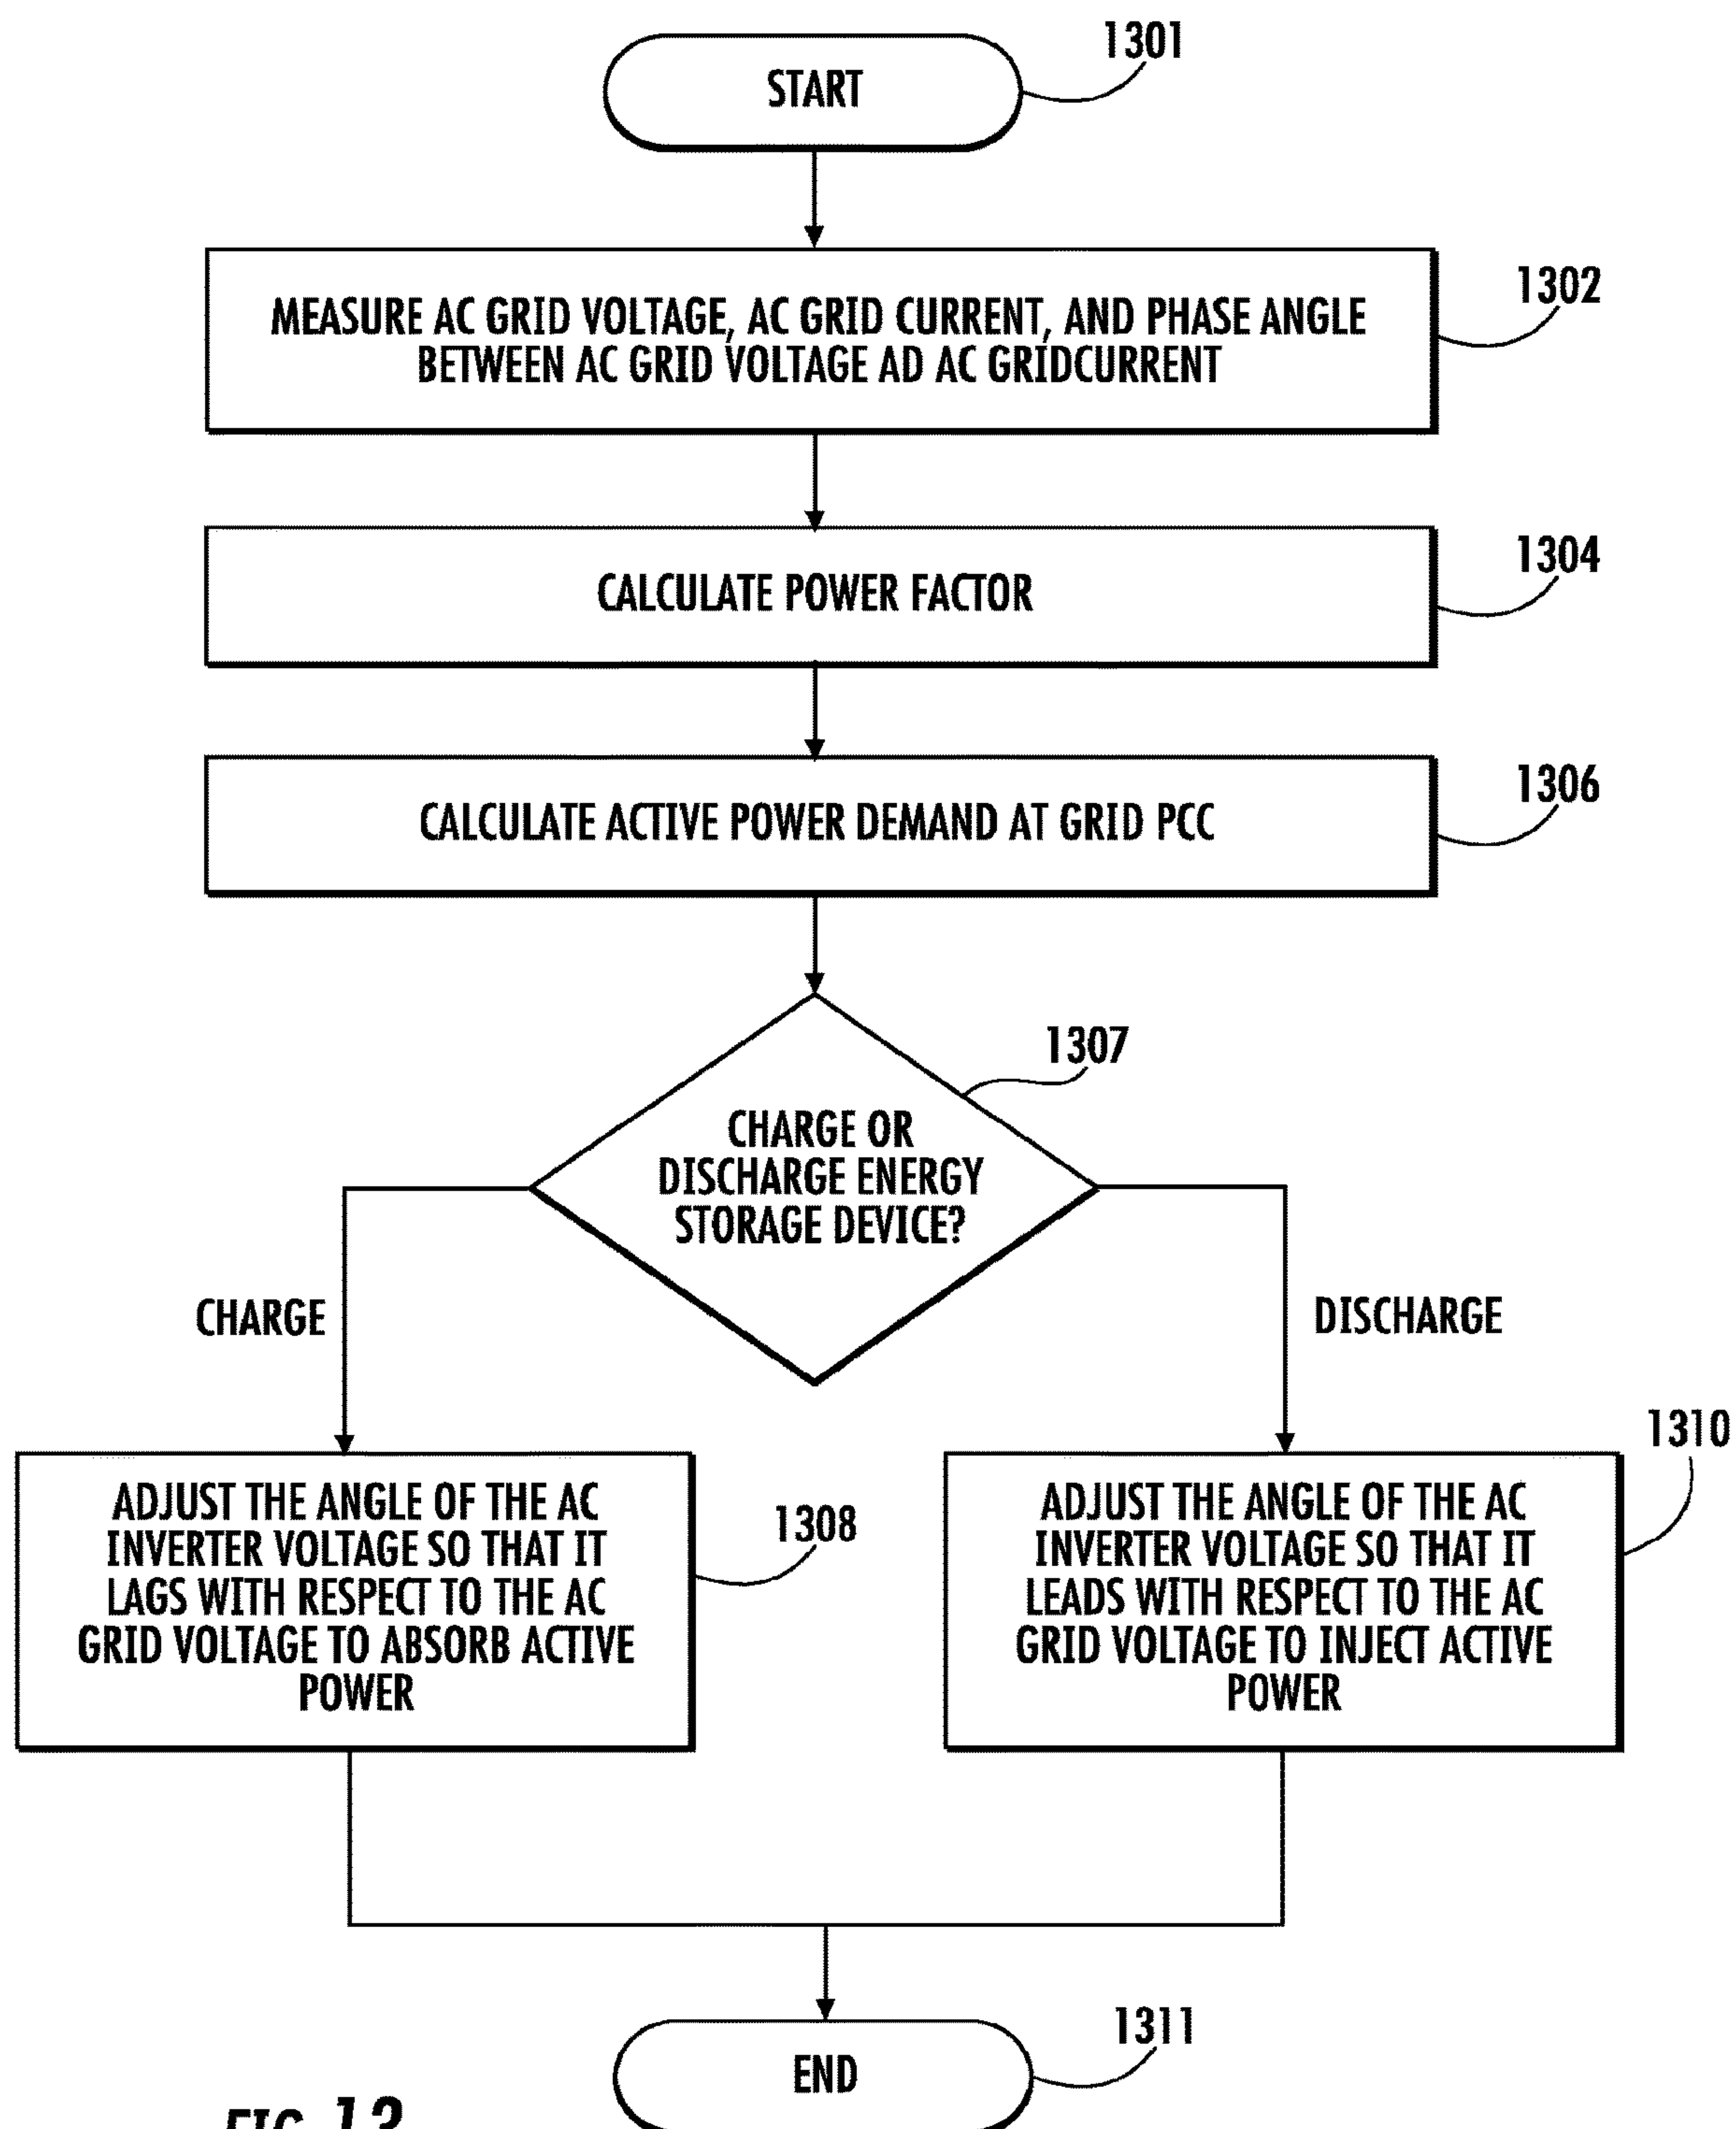 1301
START
1302
MEASURE AC GRID VOLTAGE, AC GRID CURRENT, AND PHASE ANGLE
BETWEEN AC GRID VOLTAGE AD AC GRIDCURRENT
1304
CALCULATE POWER FACTOR
1306
CALCULATE ACTIVE POWER DEMAND AT GRID PCC
1307
CHARGE OR
DISCHARGE ENERGY
STORAGE DEVICE?
CHARGE
DISCHARGE
1308
ADJUST THE ANGLE OF THE AC
INVERTER VOLTAGE SO THAT IT
LAGS WITH RESPECT TO THE AC
GRID VOLTAGE TO ABSORB ACTIVE
POWER
1310
ADJUST THE ANGLE OF THE AC
INVERTER VOLTAGE SO THAT IT
LEADS WITH RESPECT TO THE AC
GRID VOLTAGE TO INJECT ACTIVE
POWER
1311
END
FIG.